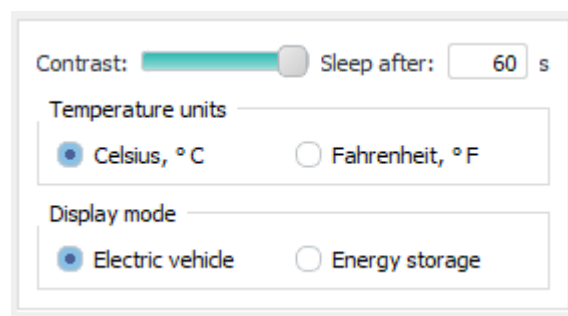 Contrast: Sleep after: 60 s
Temperature units
Celsius, °C Fahrenheit, °F
Display mode
Electric vehicle Energy storage